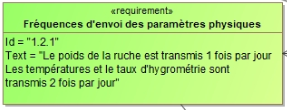 «requirement»
Fréquences d'envoi des paramètres physiques
Id = "1.2.1"
Text = "Le poids de la ruche est transmis 1 fois par jour
Les températures et le taux d'hygrométrie sont
transmis 2 fois par jour"